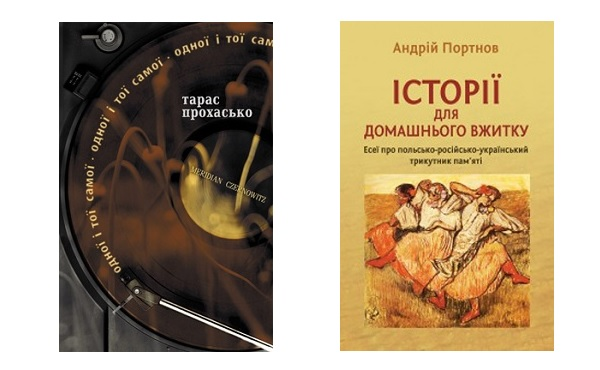 одної і тої самої · одної і тої самої · одної і тої сам
тарас
прохасько
MERIDIAN CZERNOWITZ
Андрій Портнов
ІСТОРІЇ
ДЛЯ
ДОМАШНЬОГО ВЖИТКУ
Есеї про польсько-російсько-український
трикутник пам'яті